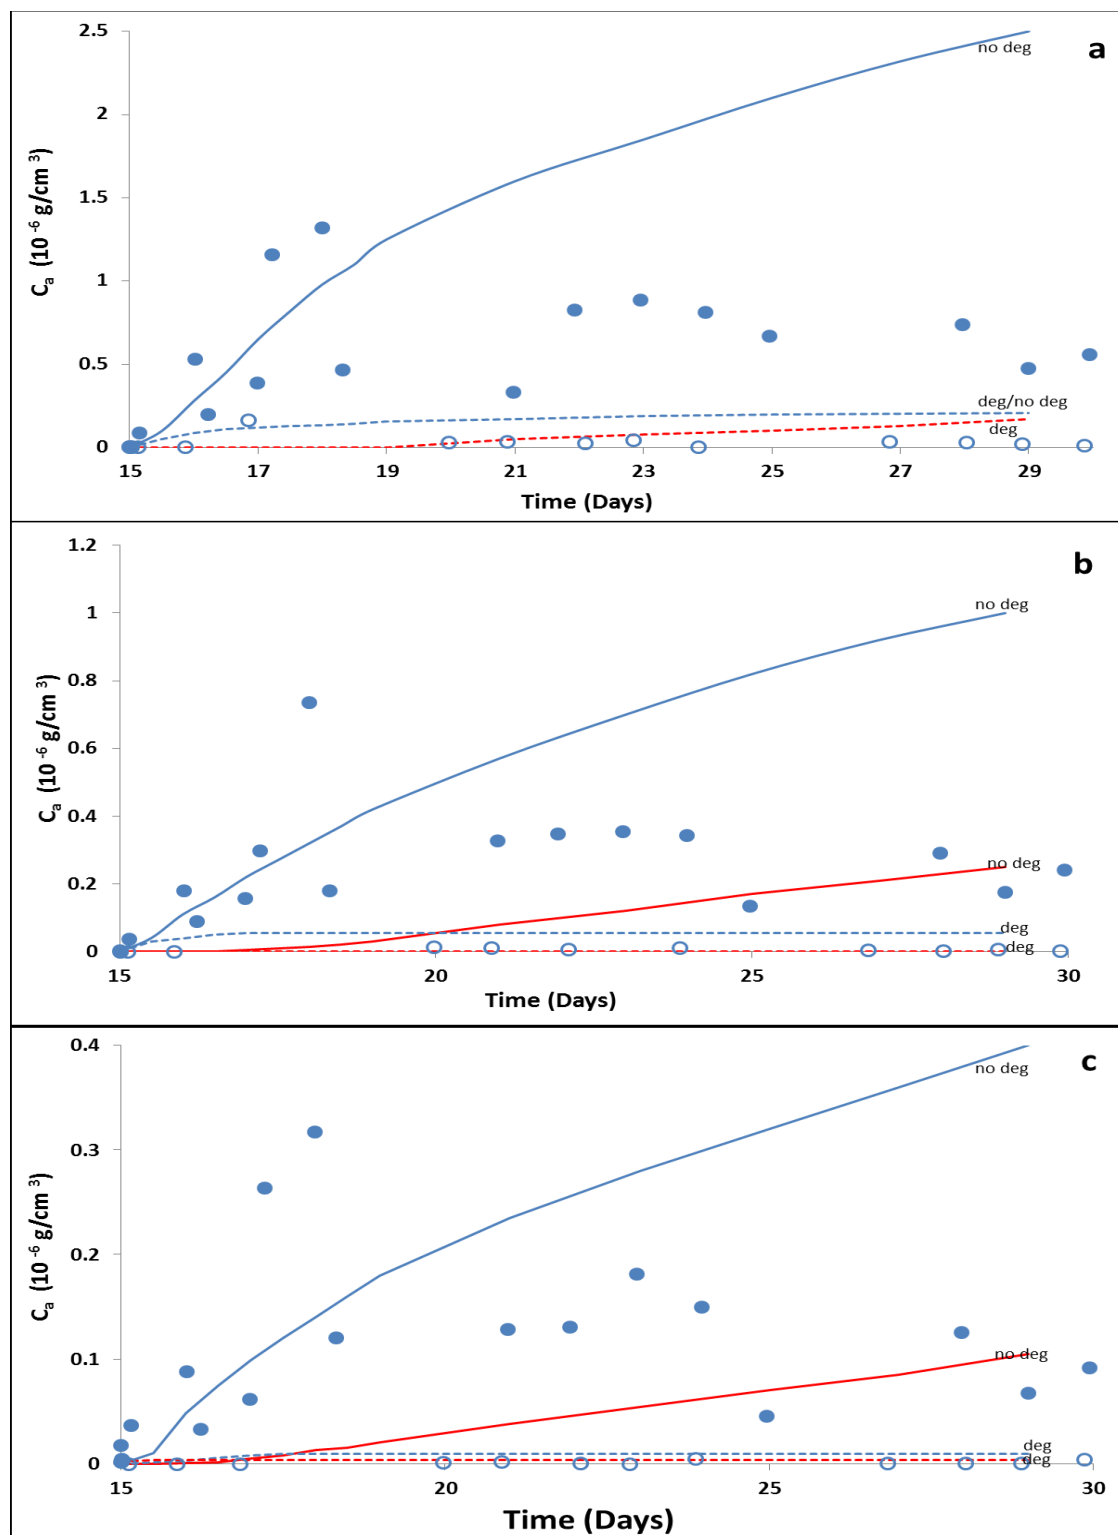 2.5
a
no deg
2
1.5
C_a (10^-6 g/cm^3)
1
0.5
deg/no deg
deg
0
15 17 19 21 23 25 27 29
Time (Days)
1.2
b
1
no deg
0.8
0.6
C_a (10^-6 g/cm^3)
0.4
no deg
0.2
deg
0
deg
15 20 25 30
Time (Days)
0.4
c
no deg
0.3
C_a (10^-6 g/cm^3)
0.2
0.1
no deg
deg
deg
0
15 20 25 30
Time (Days)